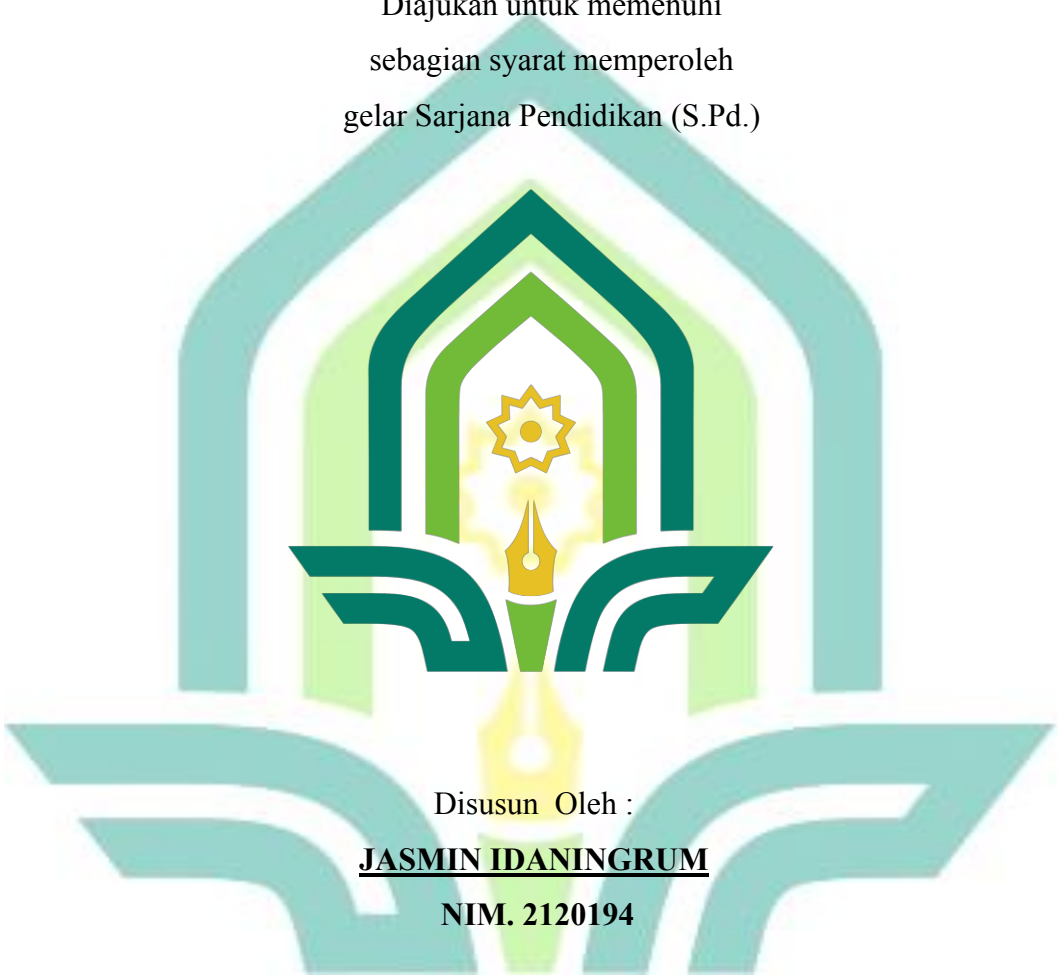 Diajukan untuk memenuhi
sebagian syarat memperoleh
gelar Sarjana Pendidikan (S.Pd.)
Disusun Oleh :
JASMIN IDANINGRUM
NIM. 2120194